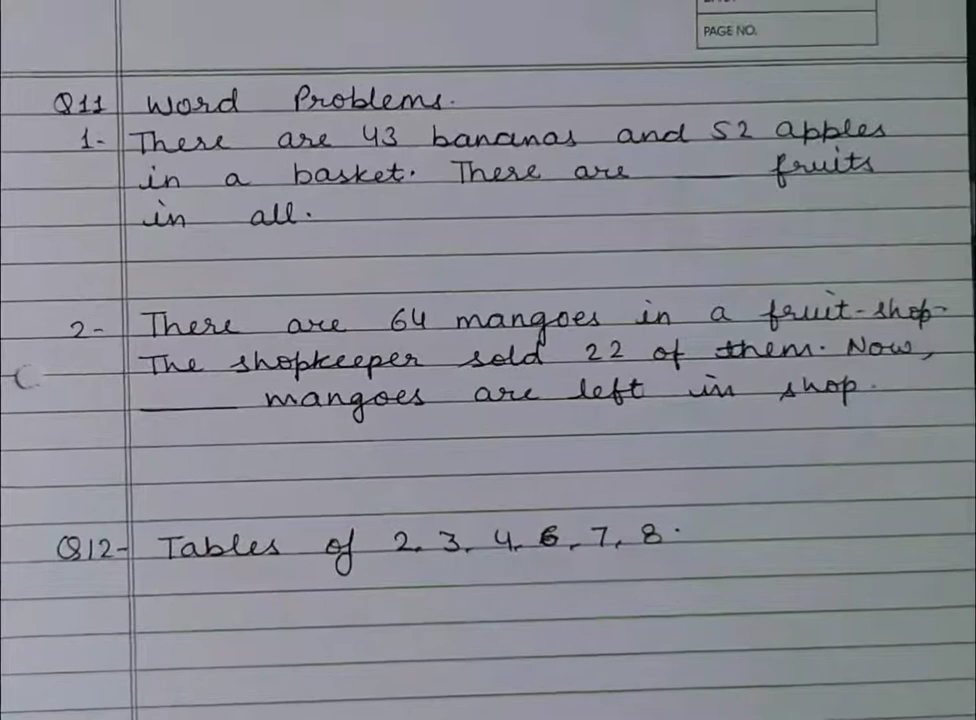 PAGE NO.
Q11 Word Problems.
1- There are 43 bananas and 52 apples
in a basket. There are ___ fruits
in all.
2- There are 64 mangoes in a fruit-shop.
The shopkeeper sold 22 of them. Now,
___ mangoes are left in shop.
Q12- Tables of 2, 3, 4, 6, 7, 8.